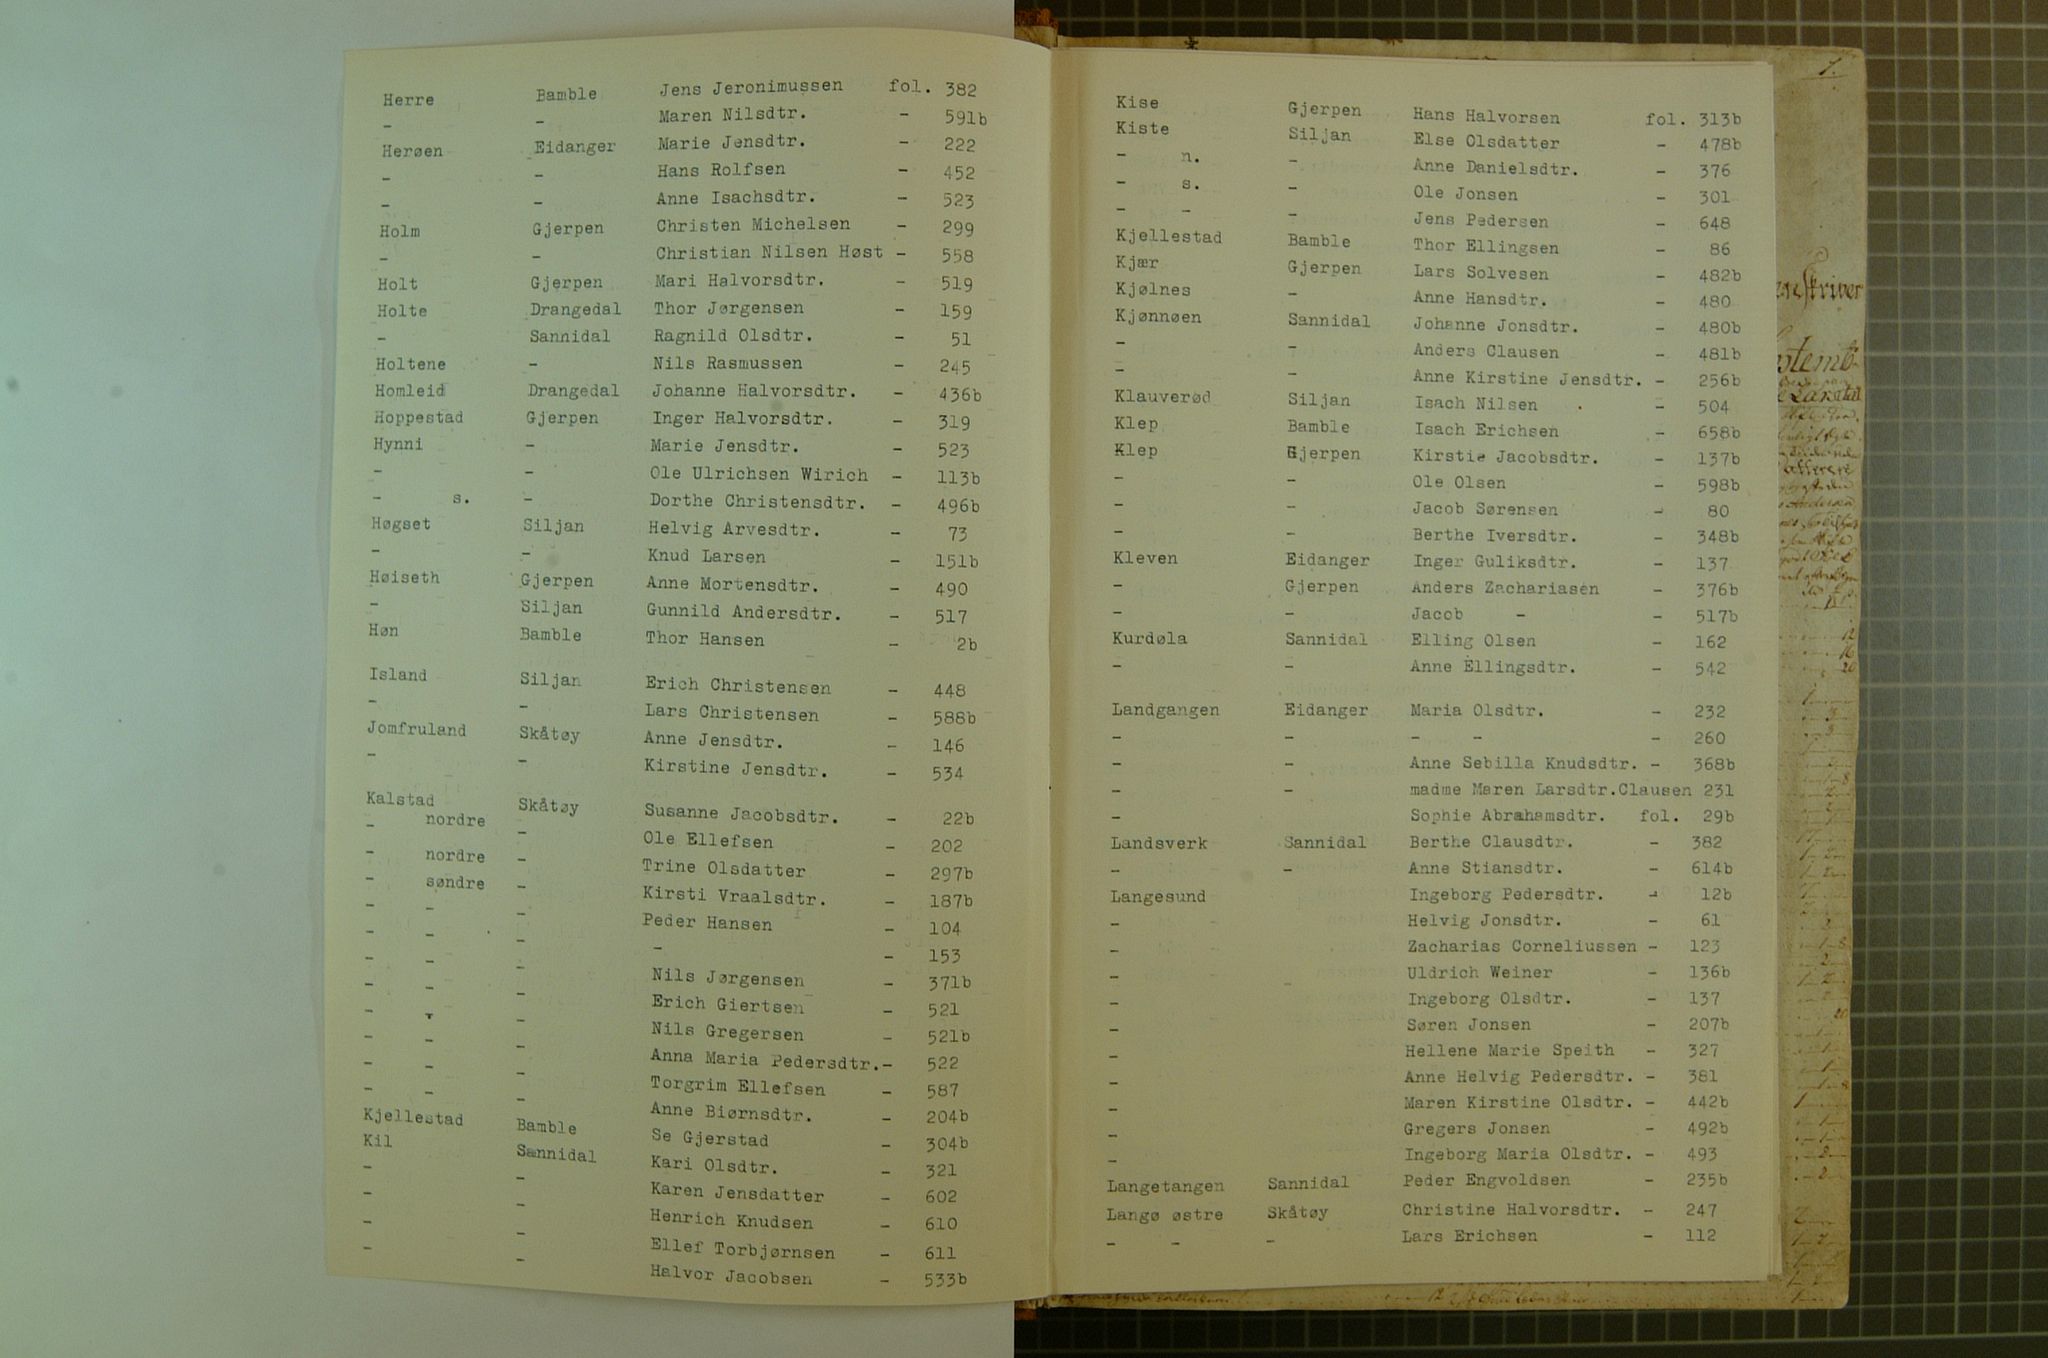 Herre Bamble Jens Jeronimussen fol. 382
- - Maren Nilsdtr. - 591b
Herøen Eidanger Marie Jensdtr. - 222
- - Hans Rolfsen - 452
- - Anne Isachsdtr. - 523
Holm Gjerpen Christen Michelsen - 299
- - Christian Nilsen Høst - 558
Holt Gjerpen Mari Halvorsdtr. - 519
Holte Drangedal Thor Jørgensen - 159
- Sannidal Ragnild Olsdtr. - 51
Holtene - Nils Rasmussen - 245
Homleid Drangedal Johanne Halvorsdtr. - 436b
Hoppestad Gjerpen Inger Halvorsdtr. - 319
Hynni - Marie Jensdtr. - 523
- - Ole Ulrichsen Wirich - 113b
- s. - Dorthe Christensdtr. - 496b
Høgset Siljan Helvig Arvesdtr. - 73
- - Knud Larsen - 151b
Høiseth Gjerpen Anne Mortensdtr. - 490
- Siljan Gunnild Andersdtr. - 517
Høn Bamble Thor Hansen - 2b
Island Siljan Erich Christensen - 448
- - Lars Christensen - 588b
Jomfruland Skåtøy Anne Jensdtr. - 146
- - Kirstine Jensdtr. - 534
Kalstad Skåtøy Susanne Jacobsdtr. - 22b
- nordre - Ole Ellefsen - 202
- nordre - Trine Olsdatter - 297b
- søndre - Kirsti Vraalsdtr. - 187b
- - - Peder Hansen - 104
- - - - - 153
- - - Nils Jørgensen - 371b
- - - Erich Giertsen - 521
- - - Nils Gregersen - 521b
- - - Anna Maria Pedersdtr. - 522
- - - Torgrim Ellefsen - 587
- - - Anne Biørnsdtr. - 204b
Kjellestad Bamble Se Gjerstad - 304b
Kil Sannidal Kari Olsdtr. - 321
- - Karen Jensdatter - 602
- - Henrich Knudsen - 610
- - Ellef Torbjørnsen - 611
- - Halvor Jacobsen - 533b
Kise Gjerpen Hans Halvorsen fol. 313b
Kiste Siljan Else Olsdatter - 478b
- n. - Anne Danielsdtr. - 376
- s. - Ole Jonsen - 301
- - - Jens Pedersen - 648
Kjellestad Bamble Thor Ellingsen - 86
Kjær Gjerpen Lars Solvesen - 482b
Kjølnes - Anne Hansdtr. - 480
Kjønnøen Sannidal Johanne Jonsdtr. - 480b
- - Anders Clausen - 481b
- - Anne Kirstine Jensdtr. - 256b
Klauverød Siljan Isach Nilsen - 504
Klep Bamble Isach Erichsen - 658b
Klep Gjerpen Kirstie Jacobsdtr. - 137b
- - Ole Olsen - 598b
- - Jacob Sørensen - 80
- - Berthe Iversdtr. - 348b
Kleven Eidanger Inger Guliksdtr. - 137
- Gjerpen Anders Zachariasen - 376b
- - Jacob - - 517b
Kurdøla Sannidal Elling Olsen - 162
- - Anne Ellingsdtr. - 542
Landgangen Eidanger Maria Olsdtr. - 232
- - - - - 260
- - Anne Sebilla Knudsdtr. - 368b
- - madme Maren Larsdtr.Clausen 231
- Sophie Abrahamsdtr. fol. 29b
Landsverk Sannidal Berthe Clausdtr. - 382
- - Anne Stiansdtr. - 614b
Langesund Ingeborg Pedersdtr. - 12b
- Helvig Jonsdtr. - 61
- Zacharias Corneliussen - 123
- Uldrich Weiner - 136b
- Ingeborg Olsdtr. - 137
- Søren Jonsen - 207b
- Hellene Marie Speith - 327
- Anne Helvig Pedersdtr. - 381
- Maren Kirstine Olsdtr. - 442b
- Gregers Jonsen - 492b
- Ingeborg Maria Olsdtr. - 493
Langetangen Sannidal Peder Engvoldsen - 235b
Langø østre Skåtøy Christine Halvorsdtr. - 247
- - - Lars Erichsen - 112